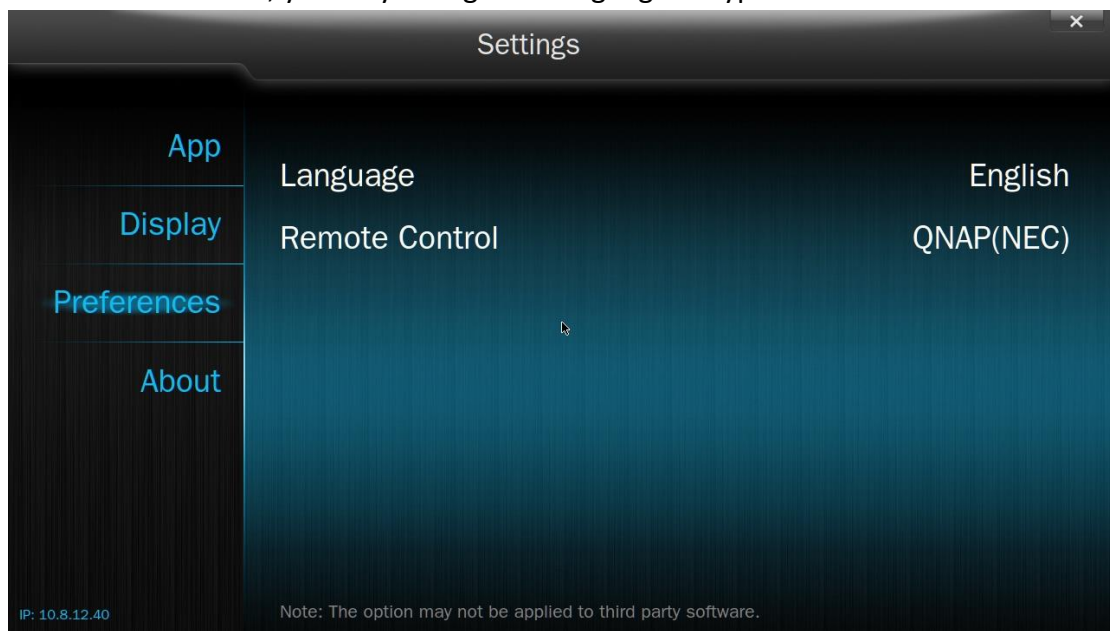 Settings
App
Display
Preferences
About
Language English
Remote Control QNAP(NEC)
IP: 10.8.12.40
Note: The option may not be applied to third party software.